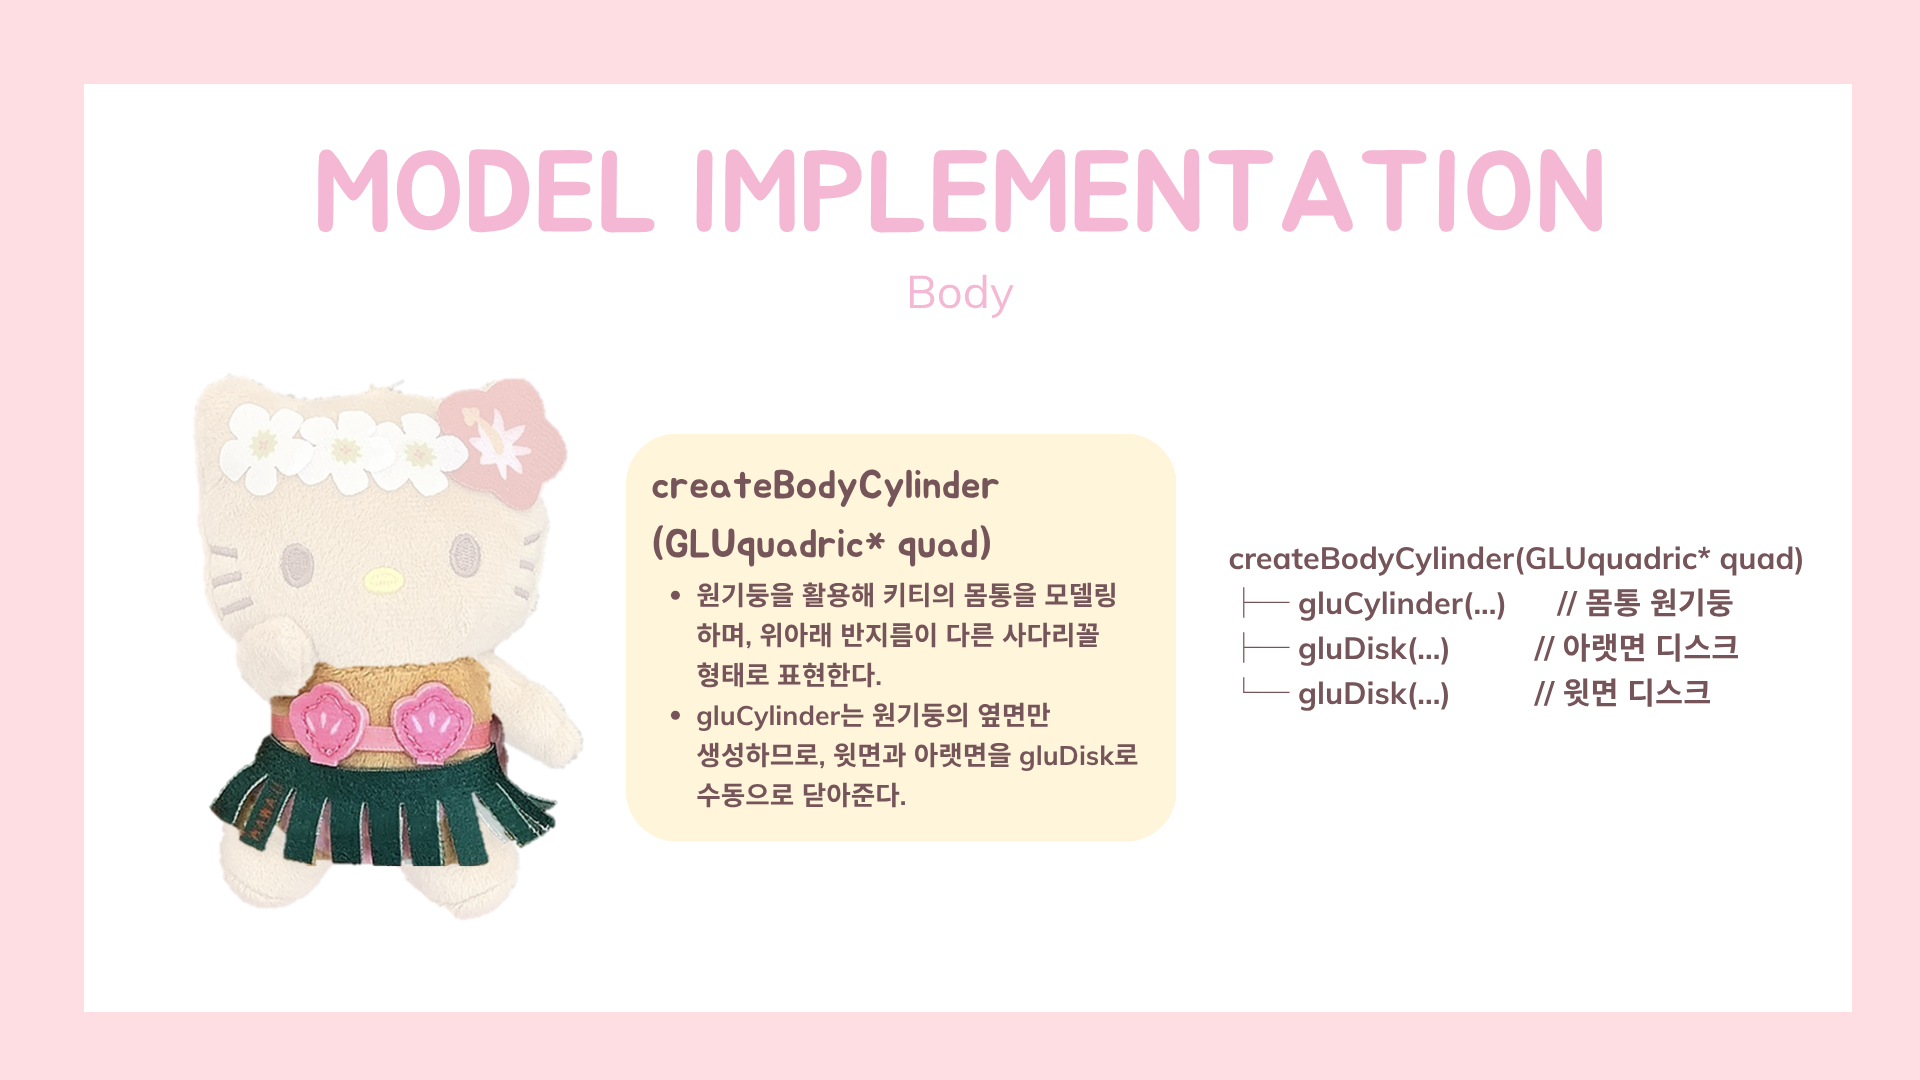 MODEL IMPLEMENTATION
Body
createBodyCylinder
(GLUquadric* quad)
• 원기둥을 활용해 키티의 몸통을 모델링
하며, 위아래 반지름이 다른 사다리꼴
형태로 표현한다.
• gluCylinder는 원기둥의 옆면만
생성하므로, 윗면과 아랫면을 gluDisk로
수동으로 닫아준다.
createBodyCylinder(GLUquadric* quad)
├── gluCylinder(...) // 몸통 원기둥
├── gluDisk(...) // 아랫면 디스크
└── gluDisk(...) // 윗면 디스크